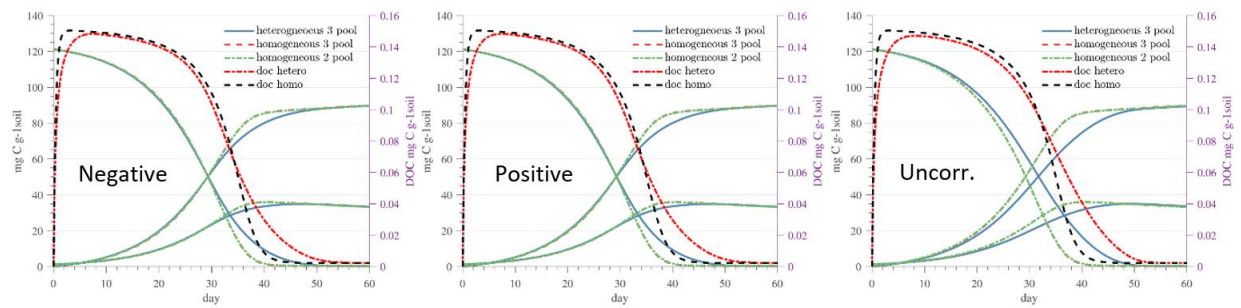 140
120
100
80
60
40
20
0
mg C g-1soil
0.16
0.14
0.12
0.1
0.08
0.06
0.04
0.02
0
DOC mg C g-1soil
heterogneoeus 3 pool
homogeneous 3 pool
homogeneous 2 pool
doc hetero
doc homo
Negative
0 10 20 30 40 50 60
day
140
120
100
80
60
40
20
0
mg C g-1soil
0.16
0.14
0.12
0.1
0.08
0.06
0.04
0.02
0
DOC mg C g-1soil
heterogneoeus 3 pool
homogeneous 3 pool
homogeneous 2 pool
doc hetero
doc homo
Positive
0 10 20 30 40 50 60
day
140
120
100
80
60
40
20
0
mg C g-1soil
0.16
0.14
0.12
0.1
0.08
0.06
0.04
0.02
0
DOC mg C g-1soil
heterogneoeus 3 pool
homogeneous 3 pool
homogeneous 2 pool
doc hetero
doc homo
Uncorr.
0 10 20 30 40 50 60
day